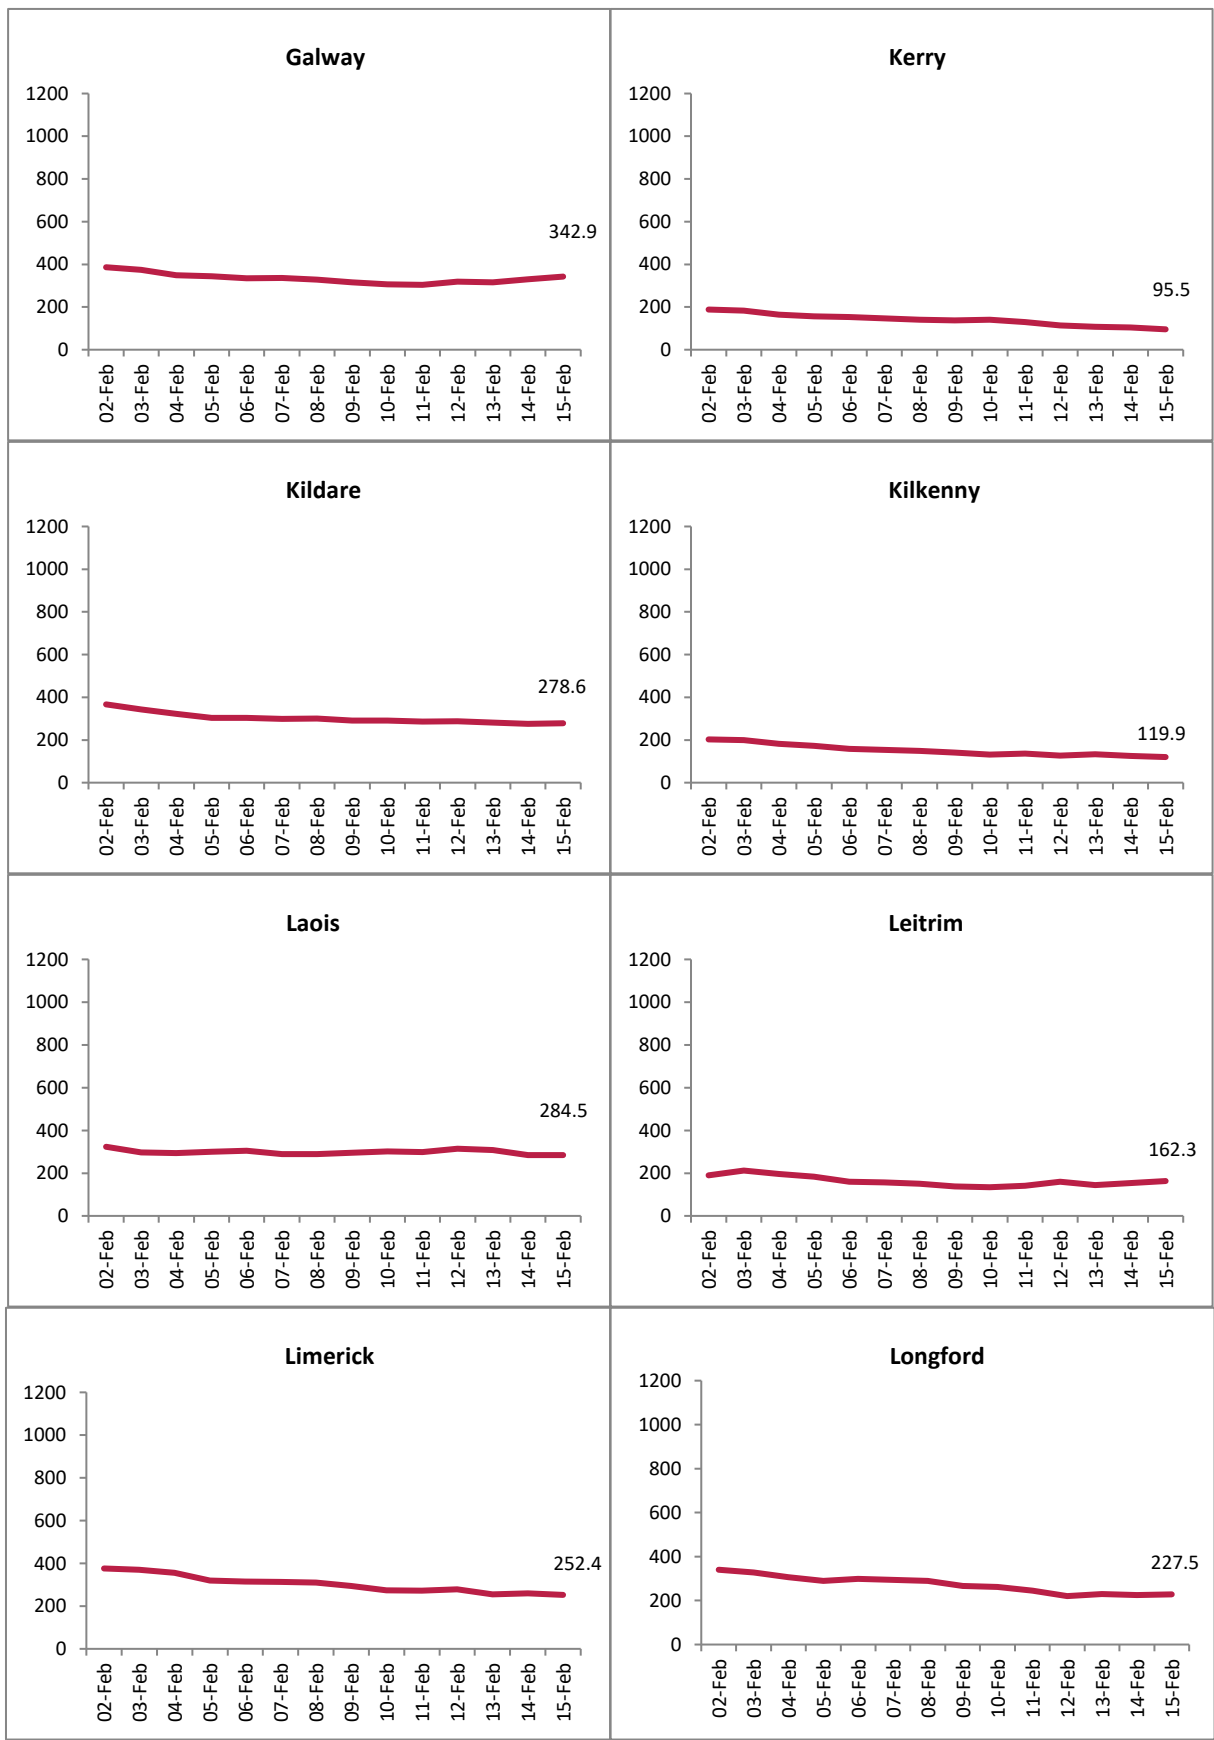 Galway
1200
1000
800
600
400
200
0
342.9
02-Feb
03-Feb
04-Feb
05-Feb
06-Feb
07-Feb
08-Feb
09-Feb
10-Feb
11-Feb
12-Feb
13-Feb
14-Feb
15-Feb
Kerry
1200
1000
800
600
400
200
0
95.5
02-Feb
03-Feb
04-Feb
05-Feb
06-Feb
07-Feb
08-Feb
09-Feb
10-Feb
11-Feb
12-Feb
13-Feb
14-Feb
15-Feb
Kildare
1200
1000
800
600
400
200
0
278.6
02-Feb
03-Feb
04-Feb
05-Feb
06-Feb
07-Feb
08-Feb
09-Feb
10-Feb
11-Feb
12-Feb
13-Feb
14-Feb
15-Feb
Kilkenny
1200
1000
800
600
400
200
0
119.9
02-Feb
03-Feb
04-Feb
05-Feb
06-Feb
07-Feb
08-Feb
09-Feb
10-Feb
11-Feb
12-Feb
13-Feb
14-Feb
15-Feb
Laois
1200
1000
800
600
400
200
0
284.5
02-Feb
03-Feb
04-Feb
05-Feb
06-Feb
07-Feb
08-Feb
09-Feb
10-Feb
11-Feb
12-Feb
13-Feb
14-Feb
15-Feb
Leitrim
1200
1000
800
600
400
200
0
162.3
02-Feb
03-Feb
04-Feb
05-Feb
06-Feb
07-Feb
08-Feb
09-Feb
10-Feb
11-Feb
12-Feb
13-Feb
14-Feb
15-Feb
Limerick
1200
1000
800
600
400
200
0
252.4
02-Feb
03-Feb
04-Feb
05-Feb
06-Feb
07-Feb
08-Feb
09-Feb
10-Feb
11-Feb
12-Feb
13-Feb
14-Feb
15-Feb
Longford
1200
1000
800
600
400
200
0
227.5
02-Feb
03-Feb
04-Feb
05-Feb
06-Feb
07-Feb
08-Feb
09-Feb
10-Feb
11-Feb
12-Feb
13-Feb
14-Feb
15-Feb